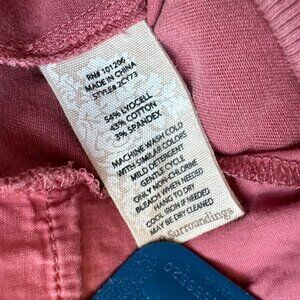 RN# 101206
MADE IN CHINA
STYLE# 2CY73
54% LYOCELL
43% COTTON
3% SPANDEX
MACHINE WASH COLD
WITH SIMILAR COLORS
MILD DETERGENT
GENTLE CYCLE
ONLY NON-CHLORINE
BLEACH WHEN NEEDED
HANG TO DRY
COOL IRON IF NEEDED
MAY BE DRY CLEANED
Surroundings